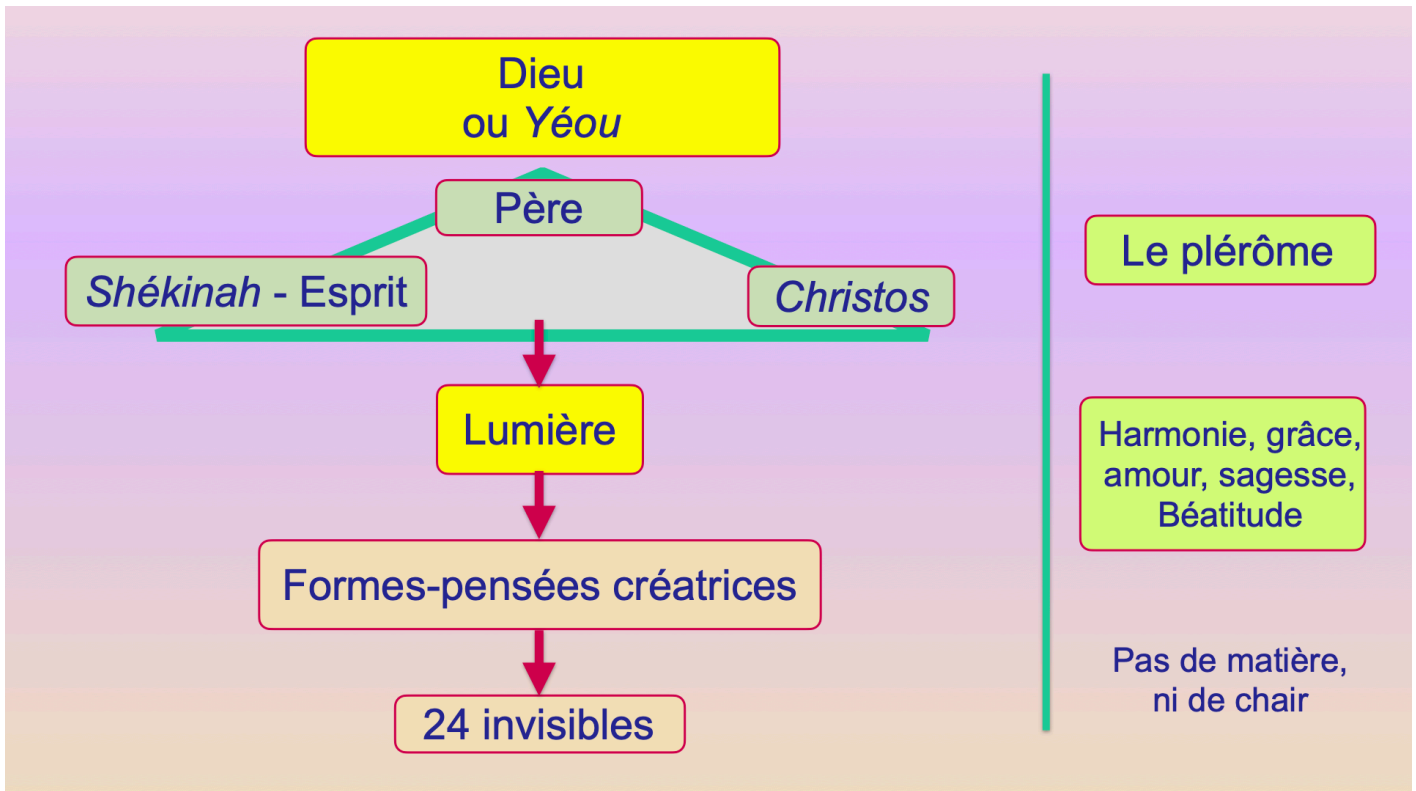 Dieu
ou Yéou
Père
Shékinah - Esprit
Christos
Lumière
Formes-pensées créatrices
24 invisibles
Le plérôme
Harmonie, grâce,
amour, sagesse,
Béatitude
Pas de matière,
ni de chair